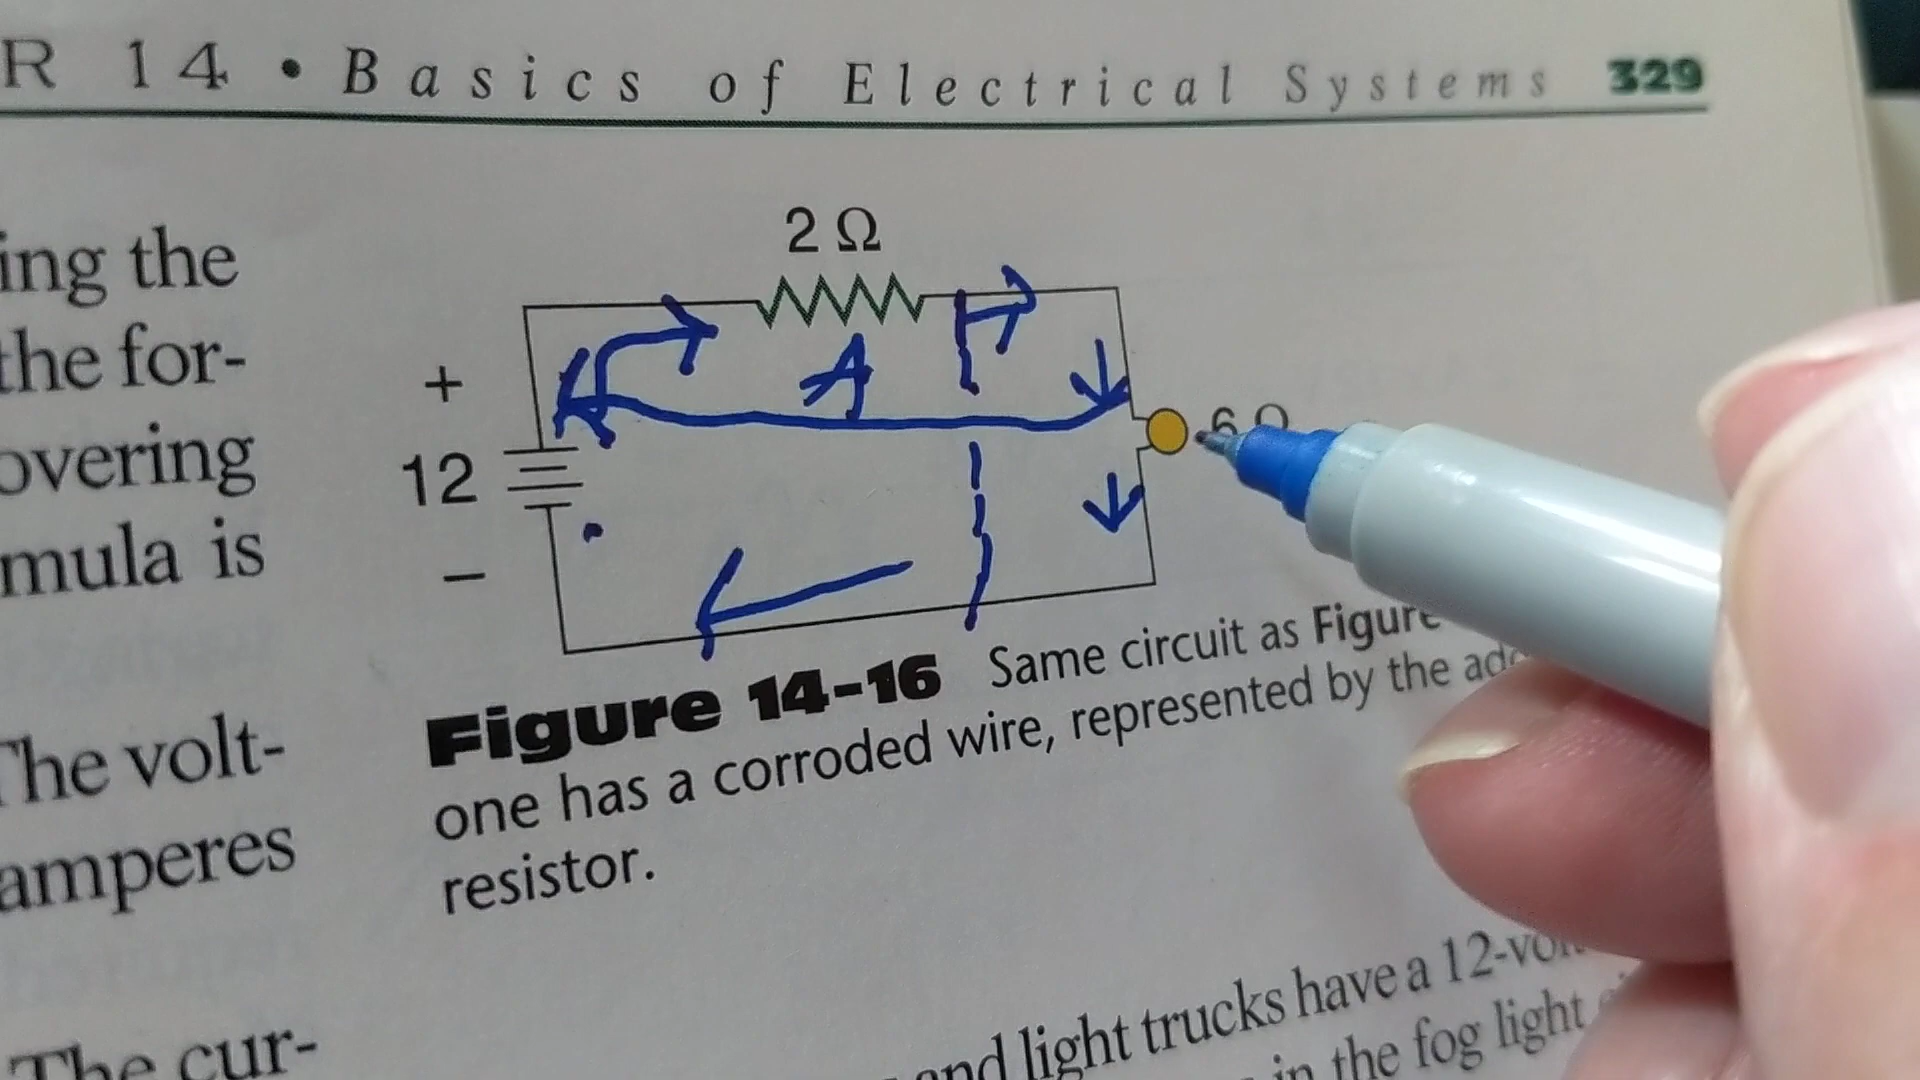 R 14 • Basics of Electrical Systems 329
ing the
the for-
overing
mula is
The volt-
amperes
The cur-
2 Ω
A
+
12
−
6 Ω
Figure 14-16 Same circuit as Figure
one has a corroded wire, represented by the
resistor.
and light trucks have a 12-vol
in the fog light